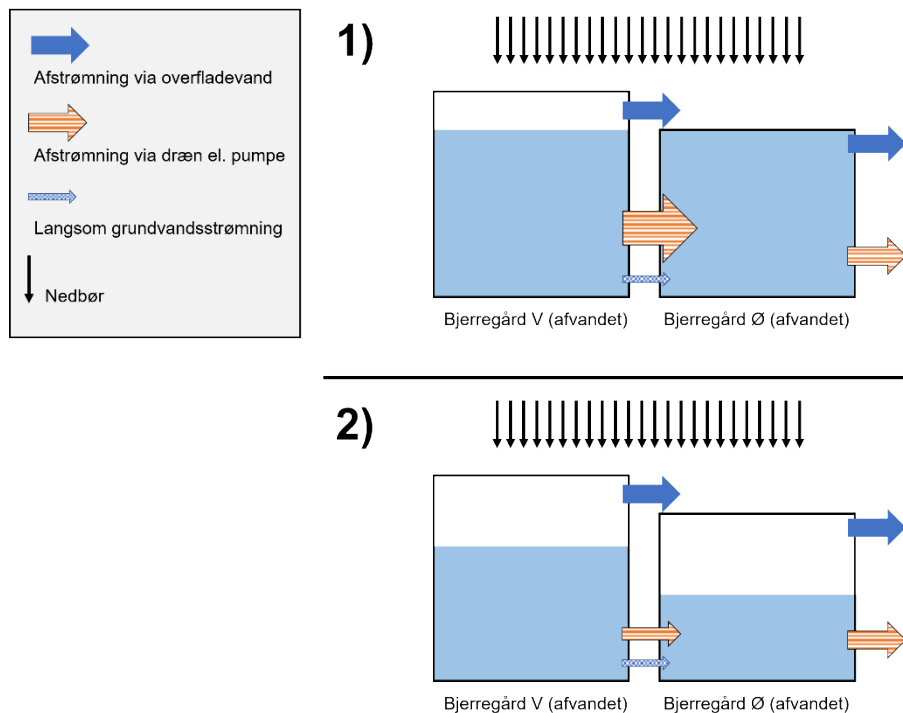 Afstrømning via overfladevand
Afstrømning via dræn el. pumpe
Langsom grundvandsstrømning
Nedbør
1)
Bjerregård V (afvandet)
Bjerregård Ø (afvandet)
2)
Bjerregård V (afvandet)
Bjerregård Ø (afvandet)